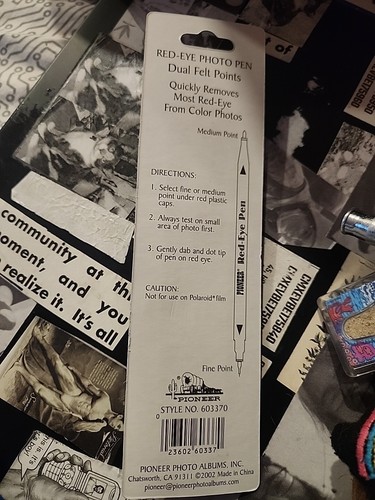 RED-EYE PHOTO PEN
Dual Felt Points
Quickly Removes
Most Red-Eye
From Color Photos
Medium Point
DIRECTIONS:
1. Select fine or medium
point under red plastic
caps.
2. Always test on small
area of photo first.
3. Gently dab and dot tip
of pen on red eye.
PIONEER® Red-Eye Pen
CAUTION:
Not for use on Polaroid® film
Fine Point
PIONEER
STYLE NO. 603370
0 23602 60337
PIONEER PHOTO ALBUMS, INC.
Chatsworth, CA 91311 ©2002 Made in China
pioneer@pioneerphotoalbums.com
community at th
oment, and you
realize it. It's all
t of